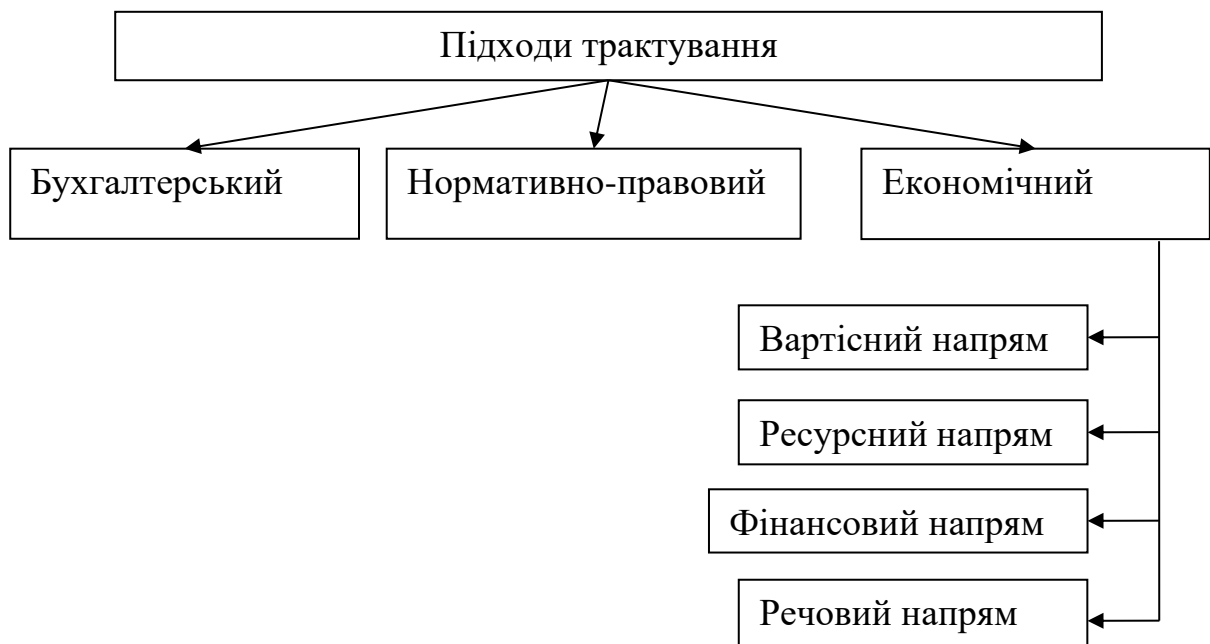 Підходи трактування
Бухгалтерський
Нормативно-правовий
Економічний
Вартісний напрям
Ресурсний напрям
Фінансовий напрям
Речовий напрям